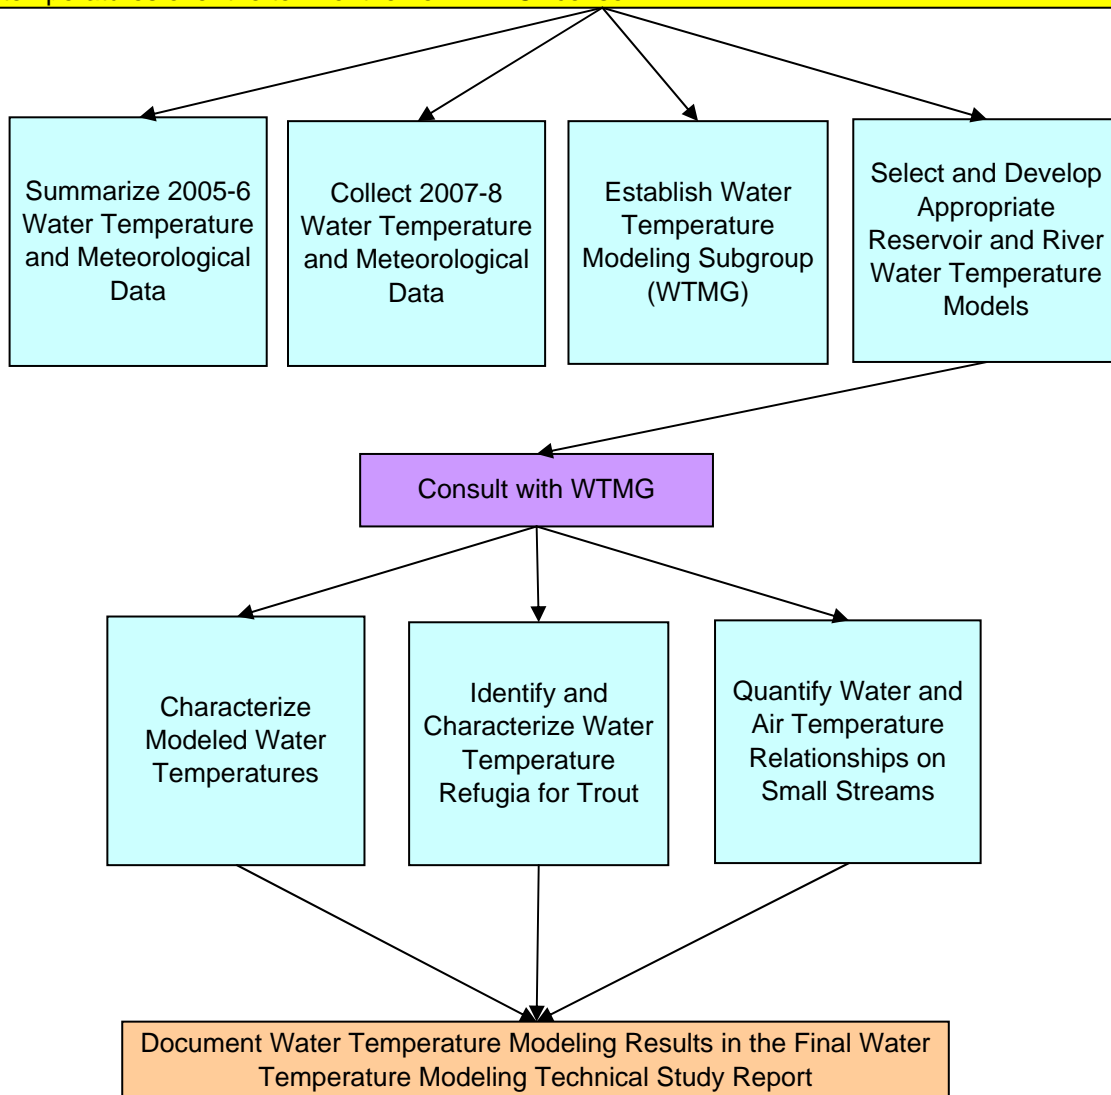 Summarize 2005-6
Water Temperature
and Meteorological
Data
Collect 2007-8
Water Temperature
and Meteorological
Data
Establish Water
Temperature
Modeling Subgroup
(WTMG)
Select and Develop
Appropriate
Reservoir and River
Water Temperature
Models
Consult with WTMG
Characterize
Modeled Water
Temperatures
Identify and
Characterize Water
Temperature
Refugia for Trout
Quantify Water and
Air Temperature
Relationships on
Small Streams
Document Water Temperature Modeling Results in the Final Water
Temperature Modeling Technical Study Report